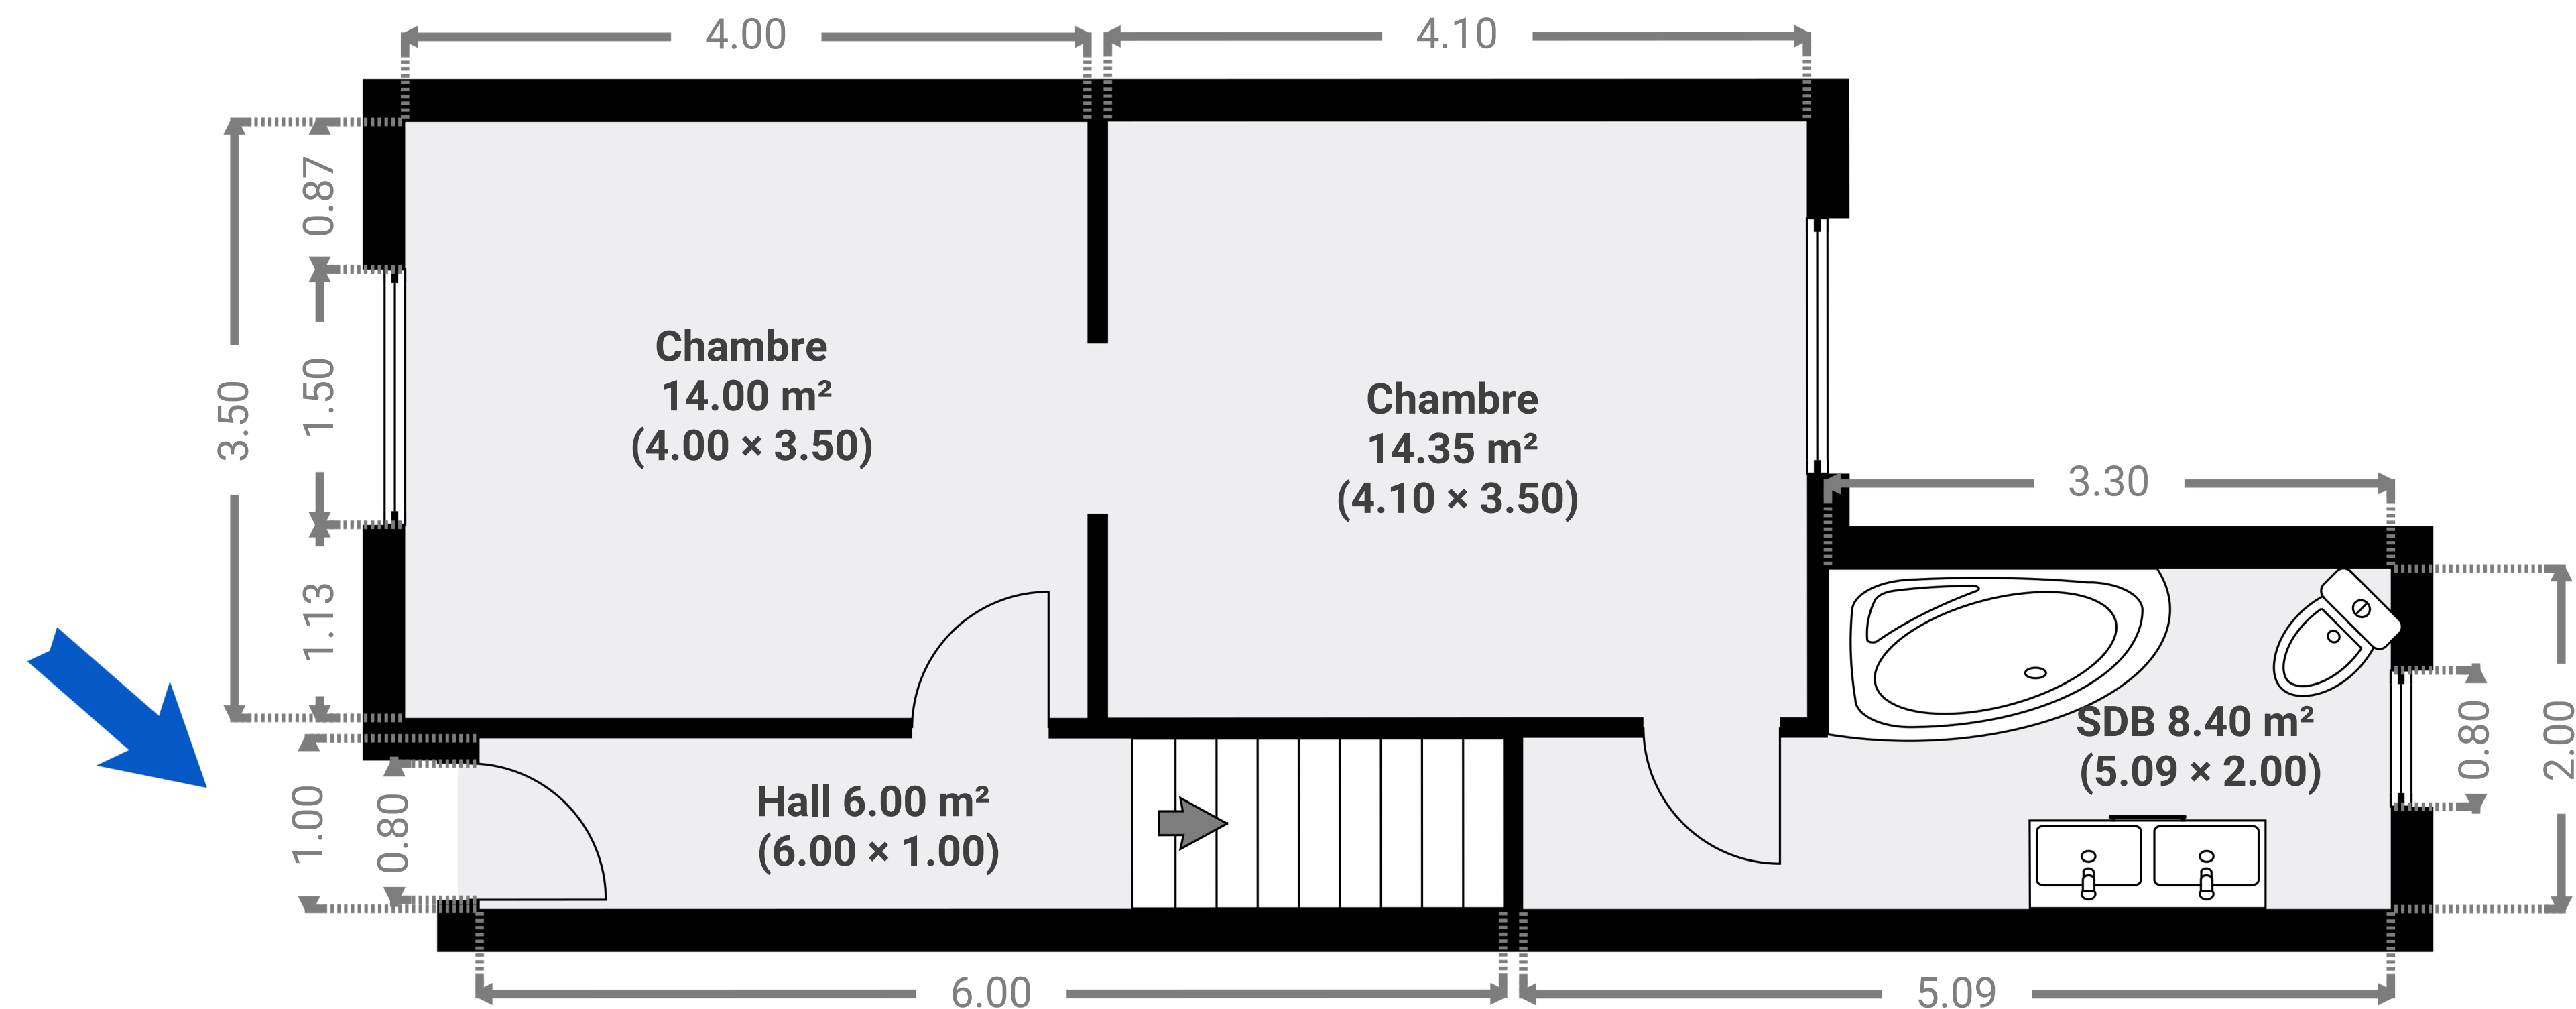 4.00
4.10
0.87
3.50
1.50
1.13
Chambre
14.00 m²
(4.00 × 3.50)
Chambre
14.35 m²
(4.10 × 3.50)
3.30
SDB 8.40 m²
(5.09 × 2.00)
0.80
2.00
1.00
0.80
Hall 6.00 m²
(6.00 × 1.00)
6.00
5.09